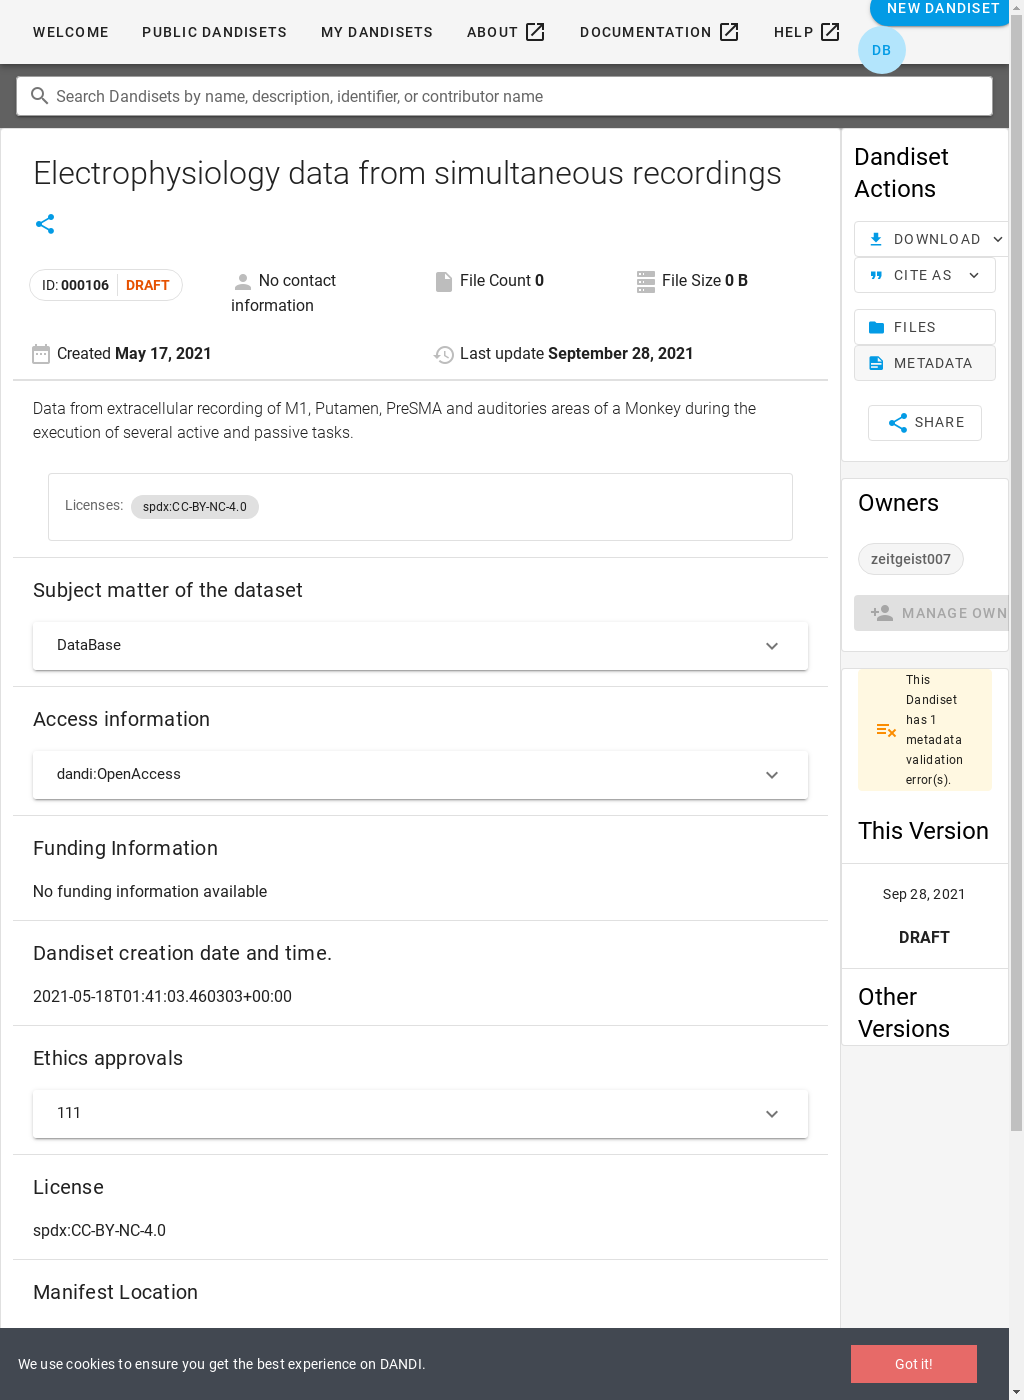 WELCOME
PUBLIC DANDISETS
MY DANDISETS
ABOUT
DOCUMENTATION
HELP
NEW DANDISET
DB
Search Dandisets by name, description, identifier, or contributor name
Electrophysiology data from simultaneous recordings
ID: 000106 DRAFT
No contact
information
File Count 0
File Size 0 B
Created May 17, 2021
Last update September 28, 2021
Data from extracellular recording of M1, Putamen, PreSMA and auditories areas of a Monkey during the
execution of several active and passive tasks.
Licenses: spdx:CC-BY-NC-4.0
Subject matter of the dataset
DataBase
Access information
dandi:OpenAccess
Funding Information
No funding information available
Dandiset creation date and time.
2021-05-18T01:41:03.460303+00:00
Ethics approvals
111
License
spdx:CC-BY-NC-4.0
Manifest Location
Dandiset
Actions
DOWNLOAD
CITE AS
FILES
METADATA
SHARE
Owners
zeitgeist007
MANAGE OWN
This
Dandiset
has 1
metadata
validation
error(s).
This Version
Sep 28, 2021
DRAFT
Other
Versions
We use cookies to ensure you get the best experience on DANDI.
Got it!